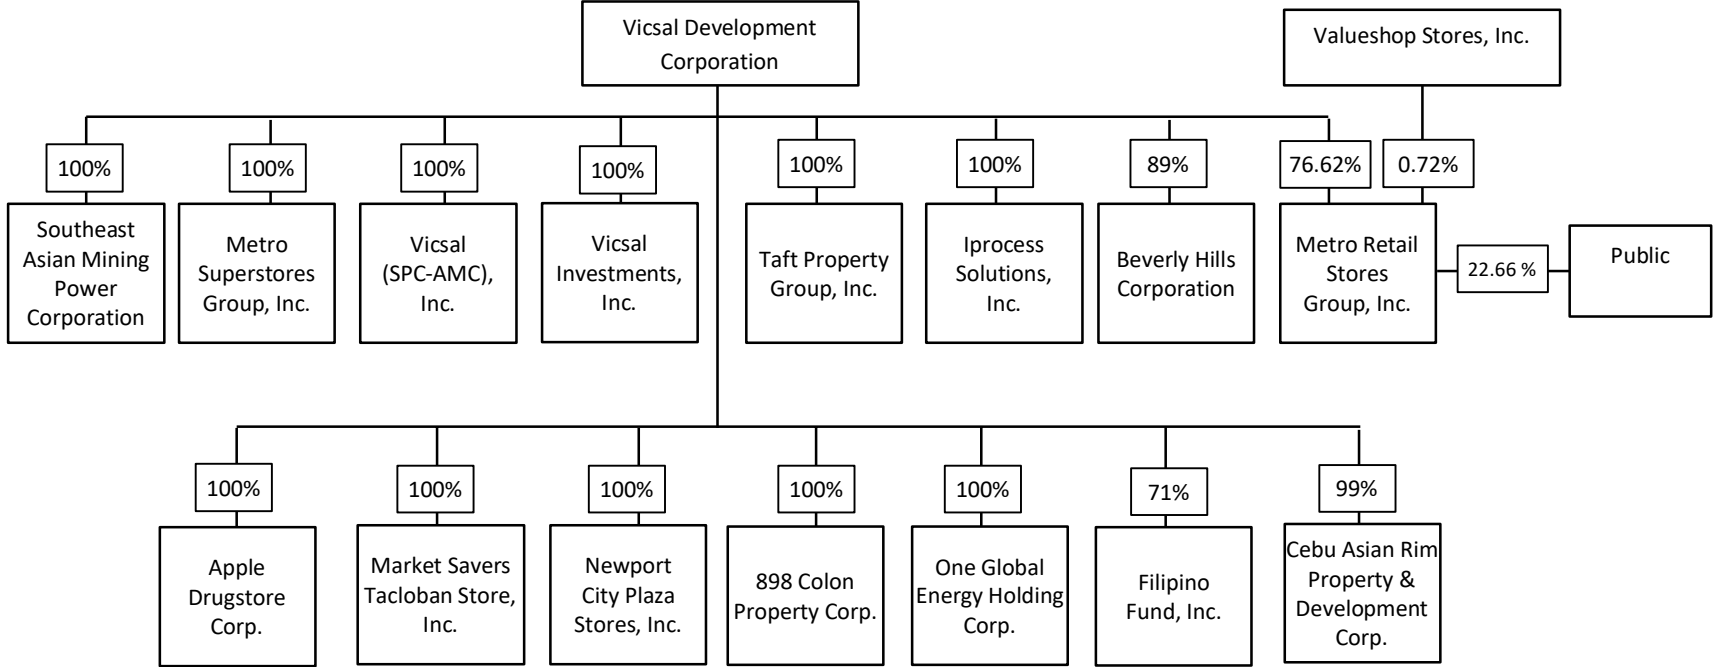 Vicsal Development
Corporation
Valueshop Stores, Inc.
100%
100%
100%
100%
100%
100%
89%
76.62%
0.72%
Southeast
Asian Mining
Power
Corporation
Metro
Superstores
Group, Inc.
Vicsal
(SPC-AMC),
Inc.
Vicsal
Investments,
Inc.
Taft Property
Group, Inc.
Iprocess
Solutions,
Inc.
Beverly Hills
Corporation
Metro Retail
Stores
Group, Inc.
22.66 %
Public
100%
100%
100%
100%
100%
71%
99%
Apple
Drugstore
Corp.
Market Savers
Tacloban Store,
Inc.
Newport
City Plaza
Stores, Inc.
898 Colon
Property Corp.
One Global
Energy Holding
Corp.
Filipino
Fund, Inc.
Cebu Asian Rim
Property &
Development
Corp.